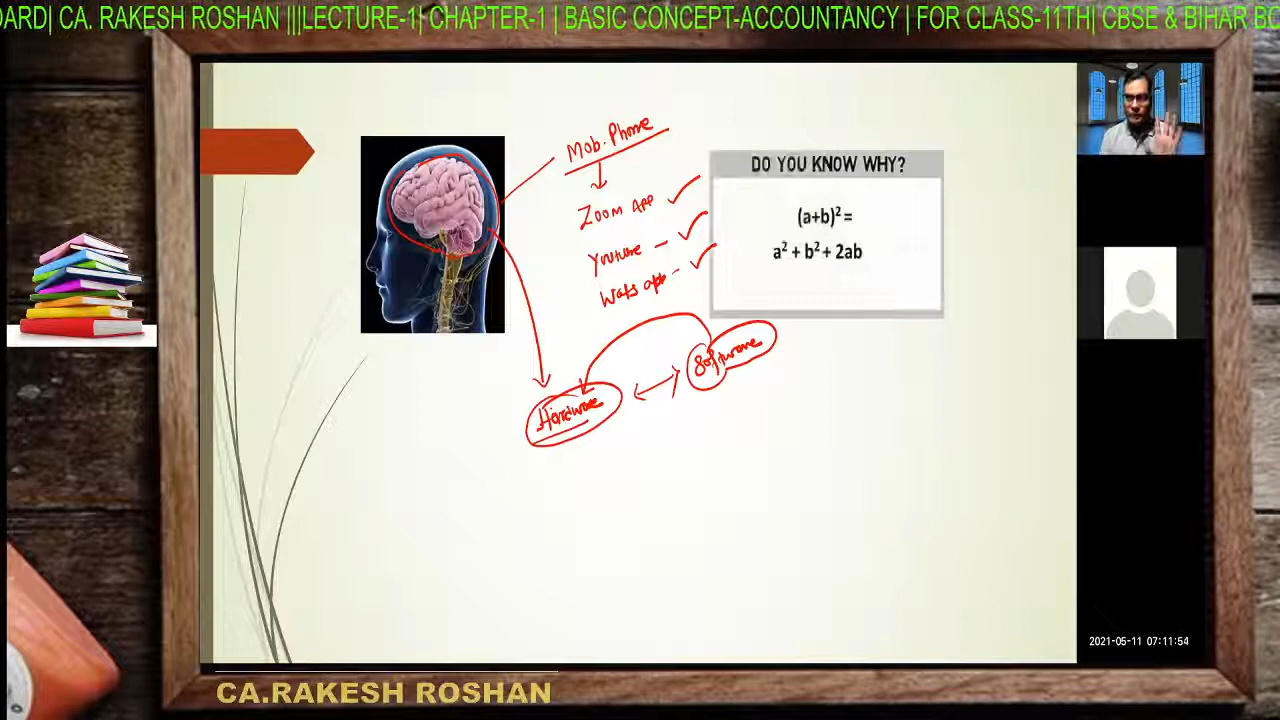 OARD| CA. RAKESH ROSHAN |||LECTURE-1| CHAPTER-1 | BASIC CONCEPT-ACCOUNTANCY | FOR CLASS-11TH| CBSE & BIHAR BO
Mob. Phone
Zoom App
Youtube -
Wats app -
DO YOU KNOW WHY?
(a+b)² =
a² + b² + 2ab
Software
Hardware
2021-05-11 07:11:54
CA.RAKESH ROSHAN